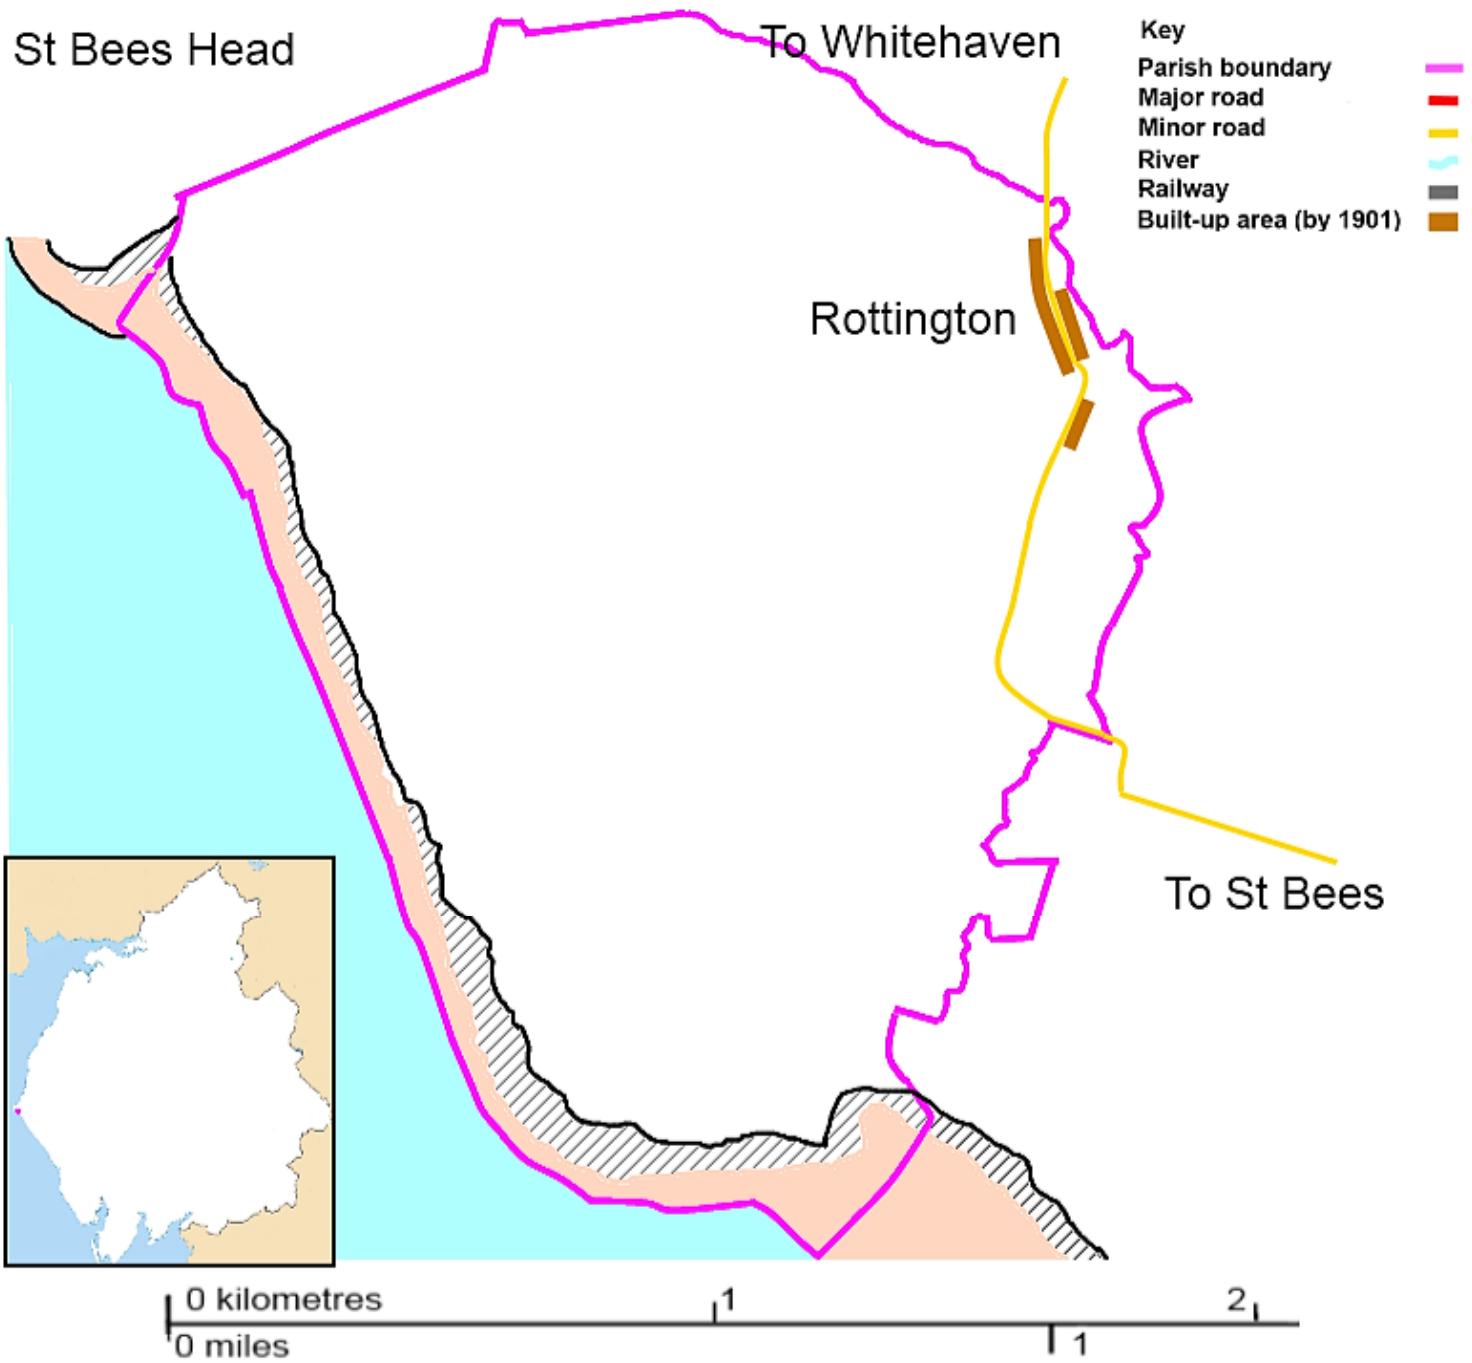 St Bees Head
To Whitehaven
Key
Parish boundary
Major road
Minor road
River
Railway
Built-up area (by 1901)
Rottington
To St Bees
0 kilometres 1 2
0 miles 1